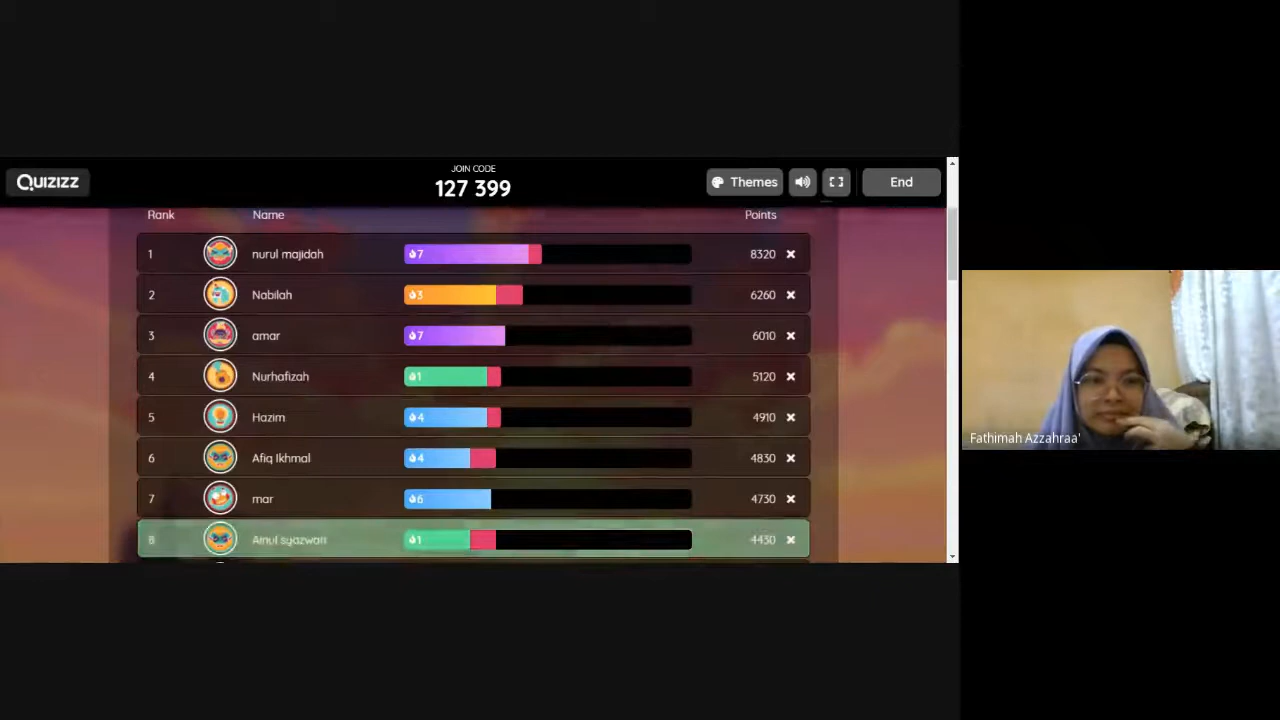 Quizizz
JOIN CODE
127 399
Themes
End
Rank Name Points
1 nurul majidah 7 8320
2 Nabilah 3 6260
3 amar 7 6010
4 Nurhafizah 1 5120
5 Hazim 4 4910
6 Afiq Ikhmal 4 4830
7 mar 6 4730
8 Ainul syazwan 1 4430
Fathimah Azzahraa'